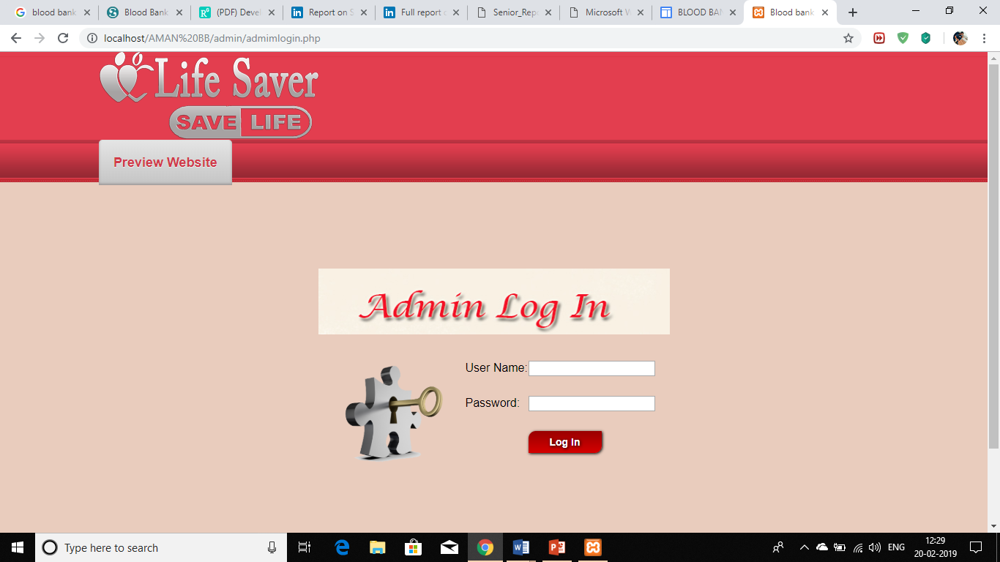 blood bank
Blood Bank
(PDF) Devel
Report on S
Full report o
Senior_Repo
Microsoft W
BLOOD BAN
Blood bank
localhost/AMAN%20BB/admin/admimlogin.php
Life Saver
SAVE LIFE
Preview Website
Admin Log In
User Name:
Password:
Log In
Type here to search
ENG
12:29
20-02-2019